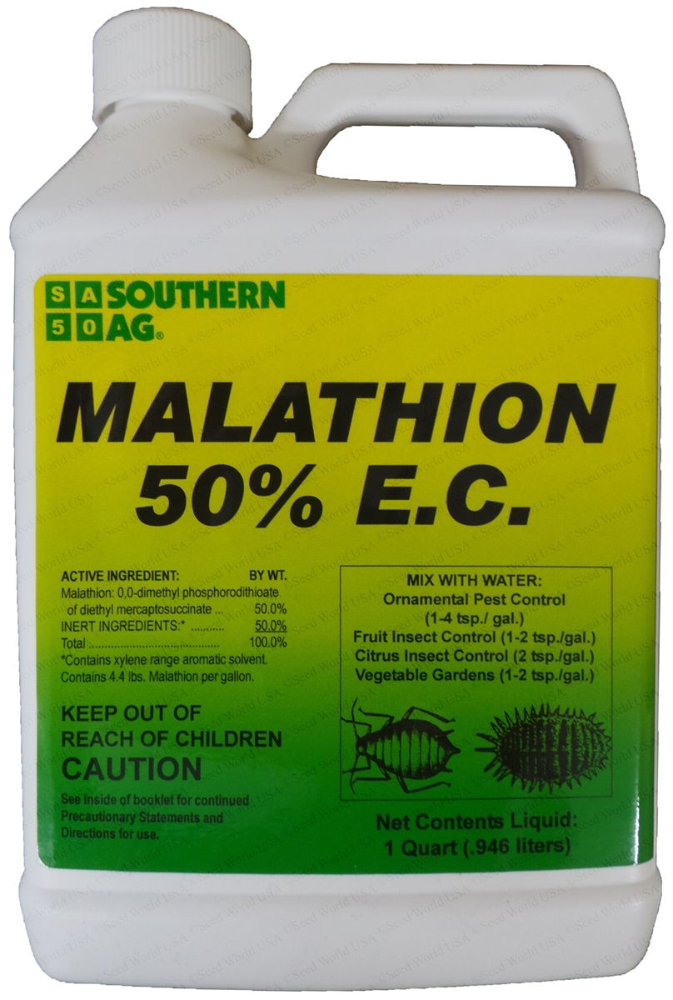 SA SOUTHERN
50 AG®
MALATHION
50% E.C.
ACTIVE INGREDIENT: BY WT.
Malathion: 0,0-dimethyl phosphorodithioate
of diethyl mercaptosuccinate ... 50.0%
INERT INGREDIENTS:* .......... 50.0%
Total ....................................... 100.0%
*Contains xylene range aromatic solvent.
Contains 4.4 lbs. Malathion per gallon.
KEEP OUT OF
REACH OF CHILDREN
CAUTION
See inside of booklet for continued
Precautionary Statements and
Directions for use.
MIX WITH WATER:
Ornamental Pest Control
(1-4 tsp./ gal.)
Fruit Insect Control (1-2 tsp./gal.)
Citrus Insect Control (2 tsp./gal.)
Vegetable Gardens (1-2 tsp./gal.)
Net Contents Liquid:
1 Quart (.946 liters)
©Seed World USA